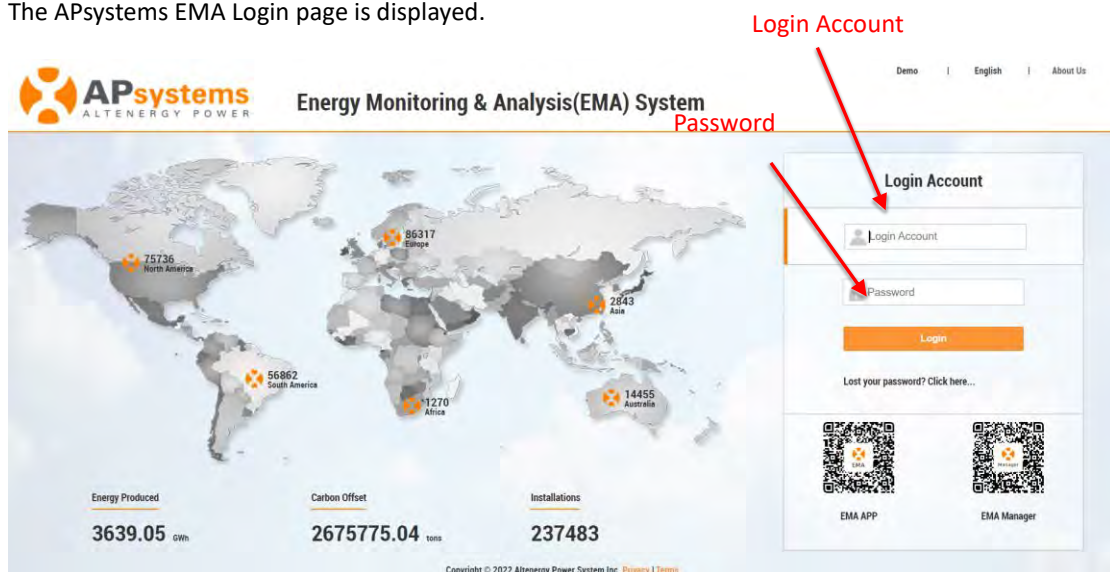 The APsystems EMA Login page is displayed.
Login Account
Demo | English | About Us
APsystems
ALTENERGY POWER
Energy Monitoring & Analysis(EMA) System
Password
Login Account
Login Account
Password
Login
Lost your password? Click here...
86317
Europe
75736
North America
2843
Asia
56862
South America
1270
Africa
14455
Australia
EMA
Manager
EMA APP
EMA Manager
Energy Produced
3639.05 GWh
Carbon Offset
2675775.04 tons
Installations
237483
Copyright © 2022 Altenergy Power System Inc. Privacy | Terms